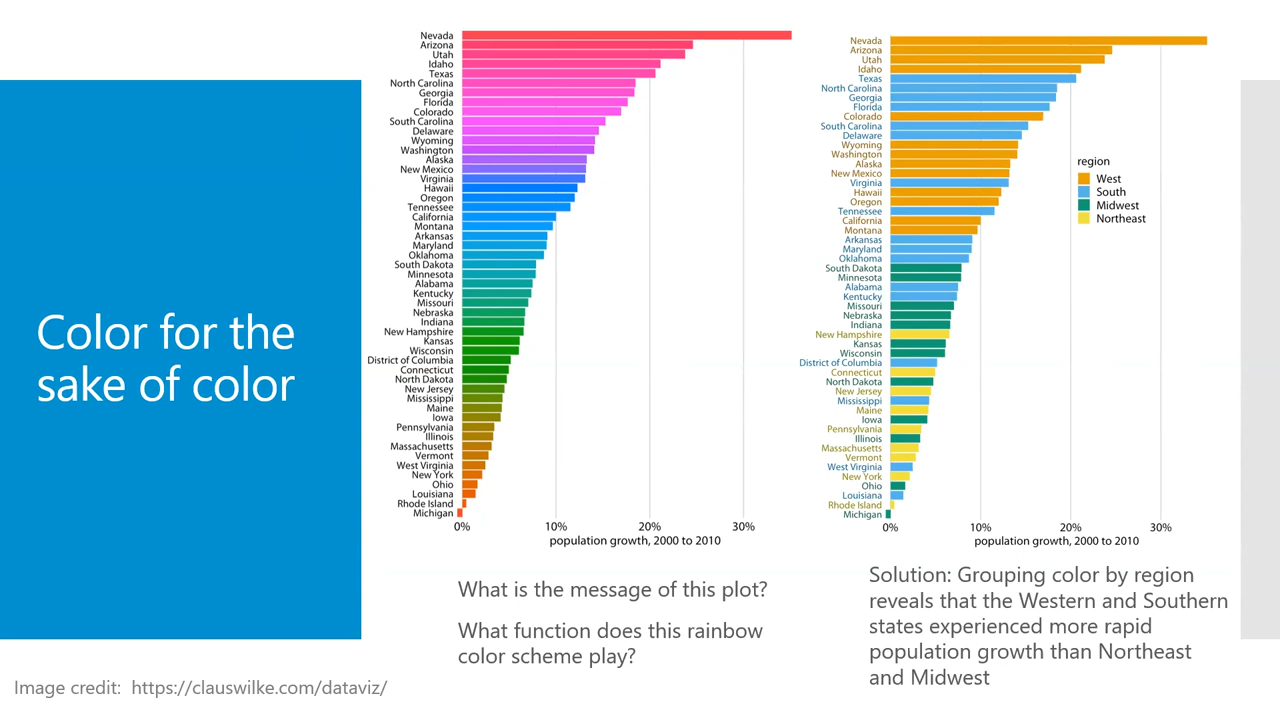 Color for the
sake of color
Nevada
Arizona
Utah
Idaho
Texas
North Carolina
Georgia
Florida
Colorado
South Carolina
Delaware
Wyoming
Washington
Alaska
New Mexico
Virginia
Hawaii
Oregon
Tennessee
California
Montana
Arkansas
Maryland
Oklahoma
South Dakota
Minnesota
Alabama
Kentucky
Missouri
Nebraska
Indiana
New Hampshire
Kansas
Wisconsin
District of Columbia
Connecticut
North Dakota
New Jersey
Mississippi
Maine
Iowa
Pennsylvania
Illinois
Massachusetts
Vermont
West Virginia
New York
Ohio
Louisiana
Rhode Island
Michigan
0% 10% 20% 30%
population growth, 2000 to 2010
What is the message of this plot?
What function does this rainbow
color scheme play?
Nevada
Arizona
Utah
Idaho
Texas
North Carolina
Georgia
Florida
Colorado
South Carolina
Delaware
Wyoming
Washington
Alaska
New Mexico
Virginia
Hawaii
Oregon
Tennessee
California
Montana
Arkansas
Maryland
Oklahoma
South Dakota
Minnesota
Alabama
Kentucky
Missouri
Nebraska
Indiana
New Hampshire
Kansas
Wisconsin
District of Columbia
Connecticut
North Dakota
New Jersey
Mississippi
Maine
Iowa
Pennsylvania
Illinois
Massachusetts
Vermont
West Virginia
New York
Ohio
Louisiana
Rhode Island
Michigan
0% 10% 20% 30%
population growth, 2000 to 2010
region
West
South
Midwest
Northeast
Solution: Grouping color by region
reveals that the Western and Southern
states experienced more rapid
population growth than Northeast
and Midwest
Image credit: https://clauswilke.com/dataviz/